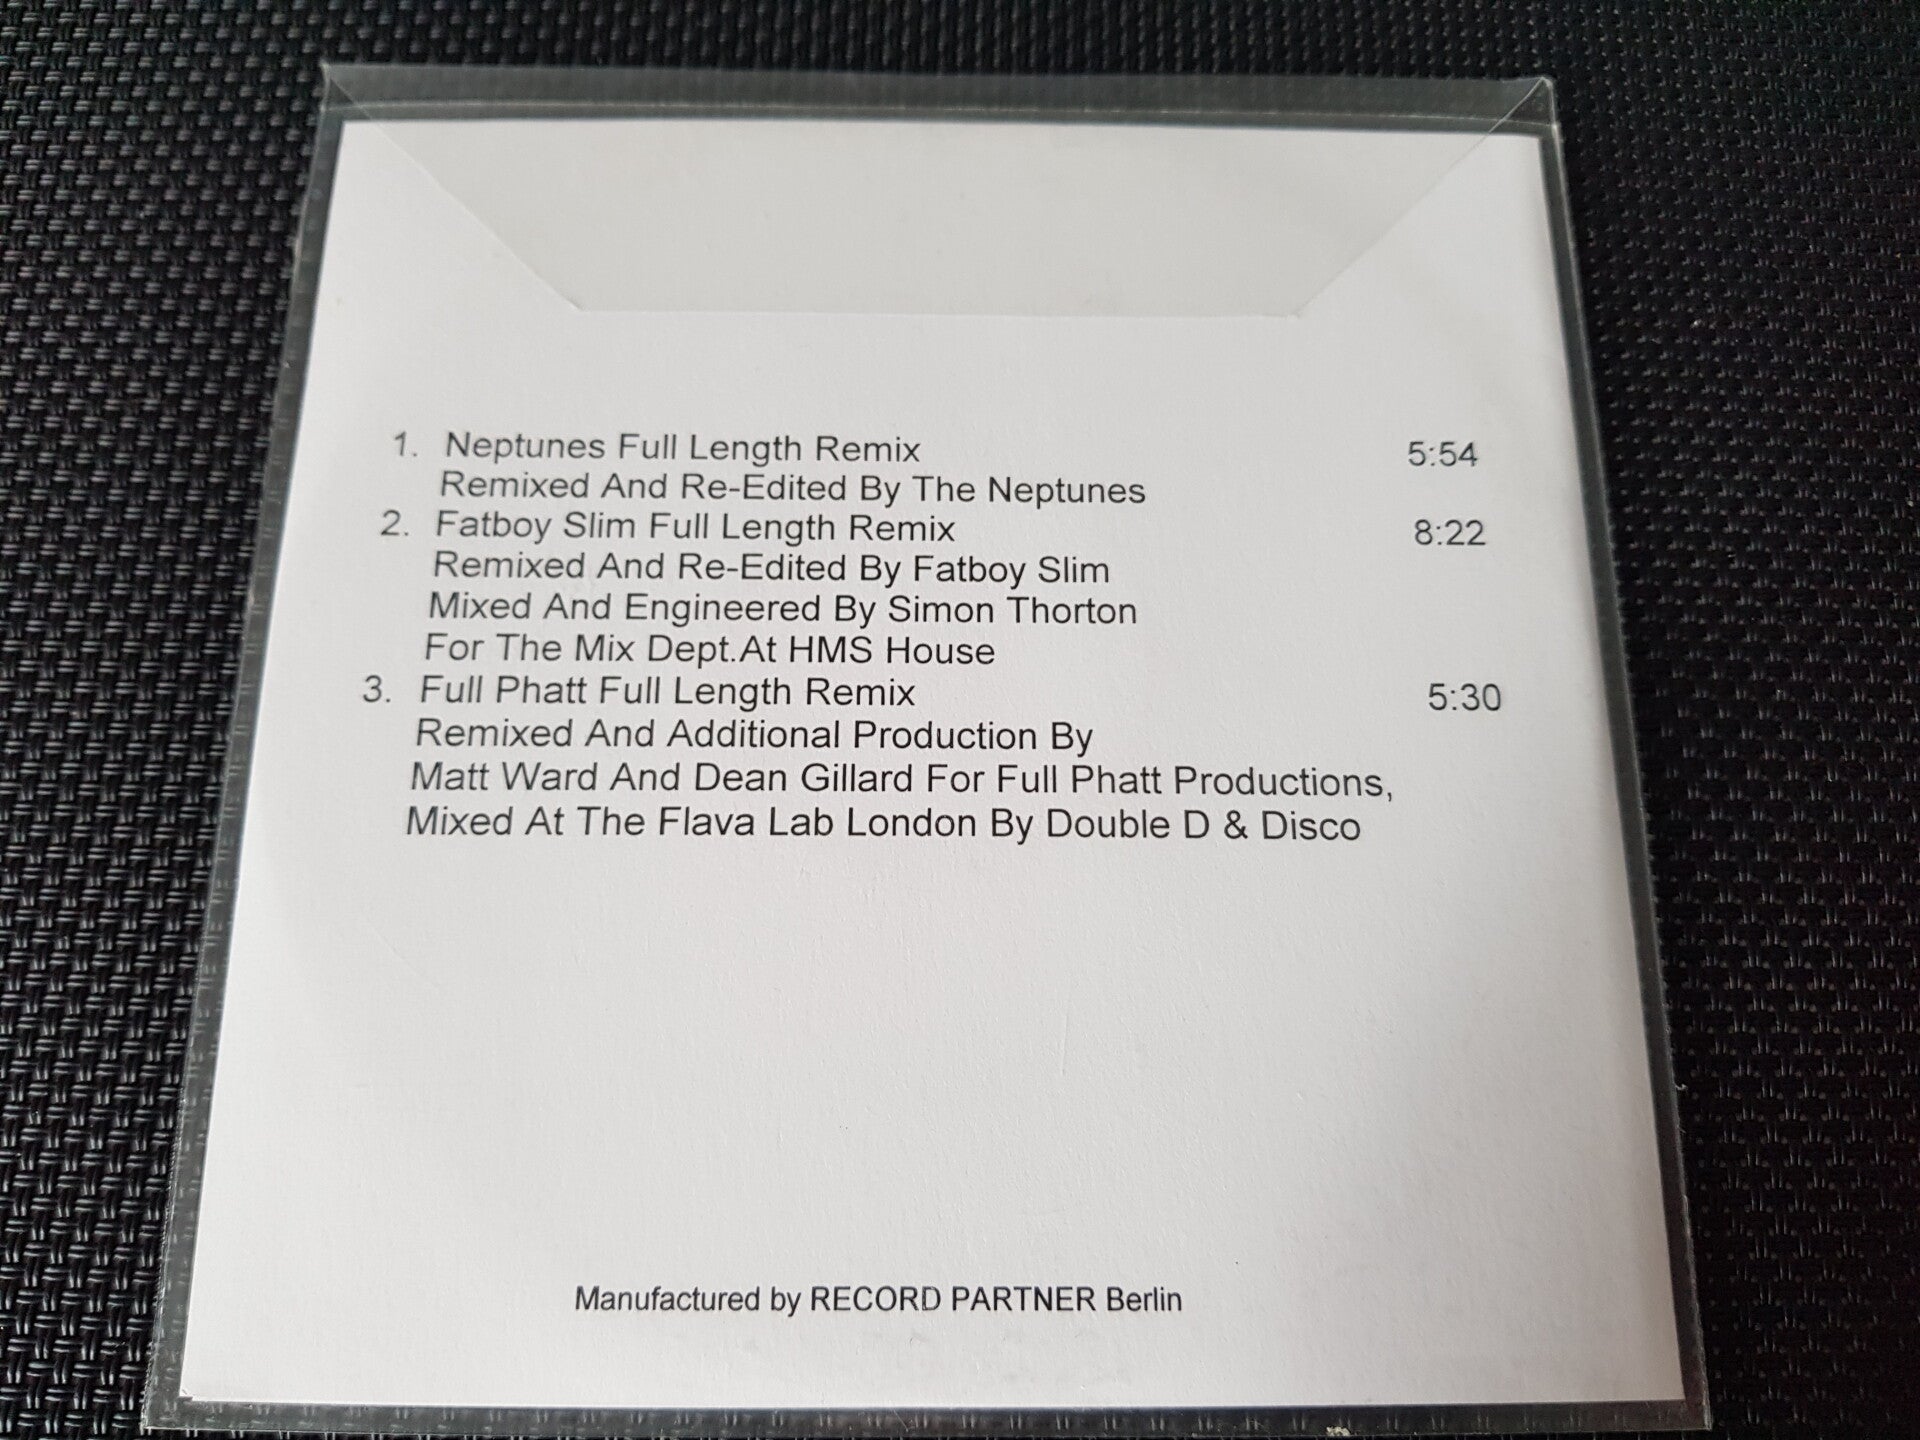 1. Neptunes Full Length Remix 5:54
Remixed And Re-Edited By The Neptunes
2. Fatboy Slim Full Length Remix 8:22
Remixed And Re-Edited By Fatboy Slim
Mixed And Engineered By Simon Thorton
For The Mix Dept.At HMS House
3. Full Phatt Full Length Remix 5:30
Remixed And Additional Production By
Matt Ward And Dean Gillard For Full Phatt Productions,
Mixed At The Flava Lab London By Double D & Disco
Manufactured by RECORD PARTNER Berlin